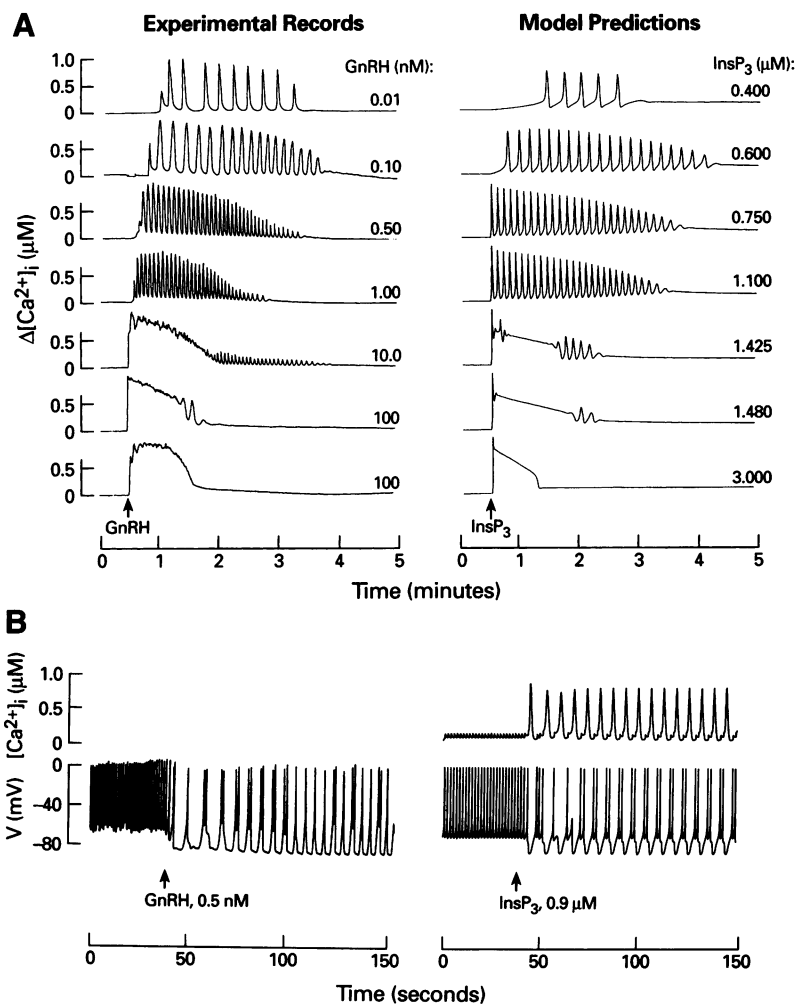 A
Experimental Records
Model Predictions
GnRH (nM):
InsP3 (µM):
Δ[Ca2+]i (µM)
1.0
0.5
0
0.01
0.400
0.5
0
0.10
0.600
0.5
0
0.50
0.750
0.5
0
1.00
1.100
0.5
0
10.0
1.425
0.5
0
100
1.480
0.5
0
100
3.000
GnRH
InsP3
0 1 2 3 4 5
0 1 2 3 4 5
Time (minutes)
B
[Ca2+]i (µM)
1.0
0.5
0
V (mV)
0
−40
−80
GnRH, 0.5 nM
InsP3, 0.9 µM
0 50 100 150
0 50 100 150
Time (seconds)